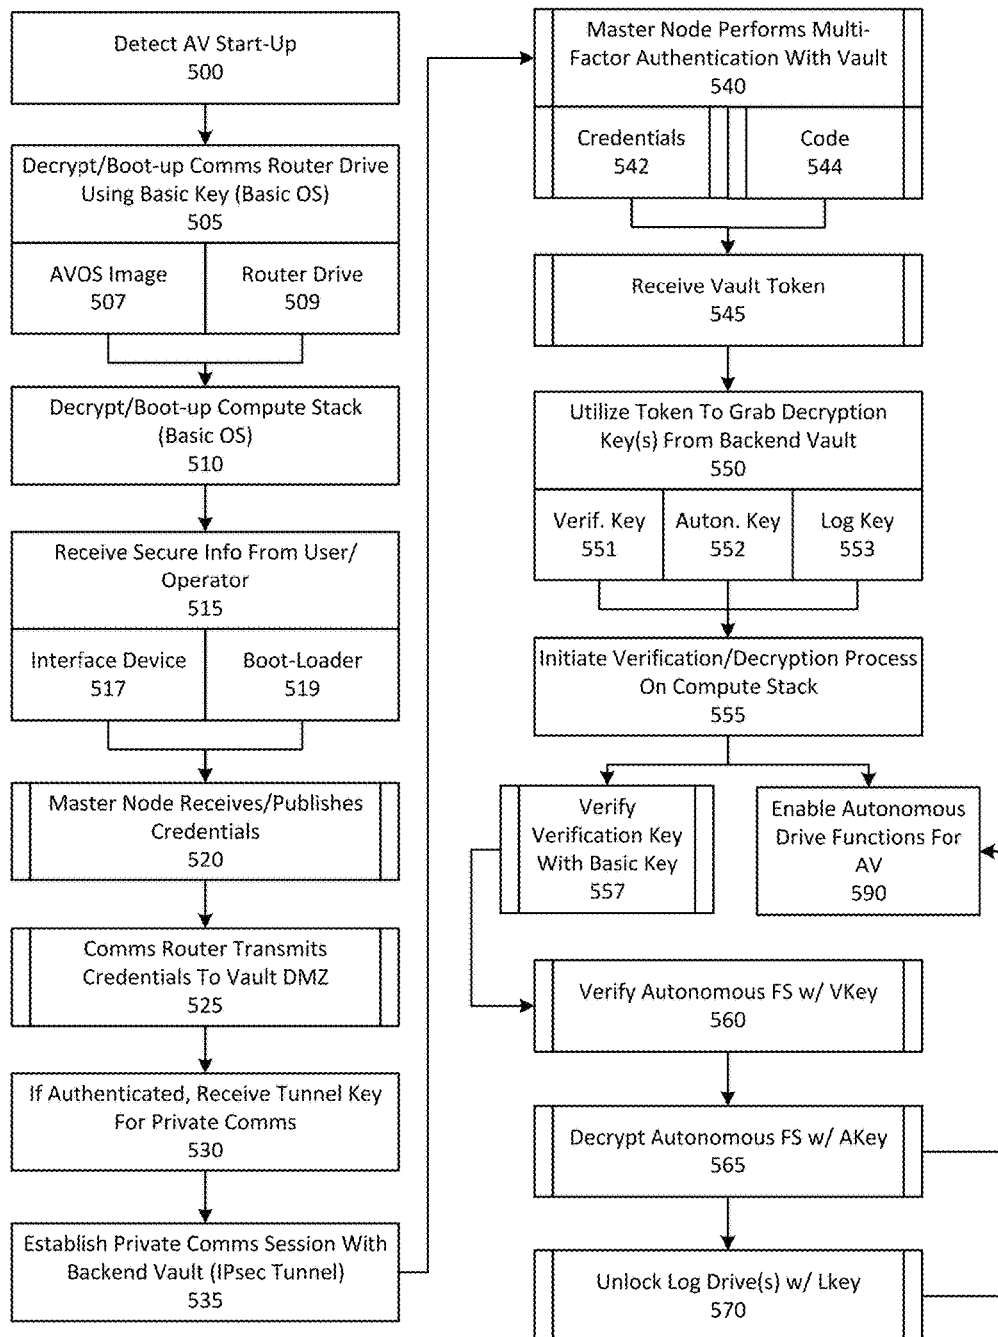 Detect AV Start-Up
500
Decrypt/Boot-up Comms Router Drive
Using Basic Key (Basic OS)
505
AVOS Image
507
Router Drive
509
Decrypt/Boot-up Compute Stack
(Basic OS)
510
Receive Secure Info From User/
Operator
515
Interface Device
517
Boot-Loader
519
Master Node Receives/Publishes
Credentials
520
Comms Router Transmits
Credentials To Vault DMZ
525
If Authenticated, Receive Tunnel Key
For Private Comms
530
Establish Private Comms Session With
Backend Vault (IPsec Tunnel)
535
Master Node Performs Multi-
Factor Authentication With Vault
540
Credentials
542
Code
544
Receive Vault Token
545
Utilize Token To Grab Decryption
Key(s) From Backend Vault
550
Verif. Key
551
Auton. Key
552
Log Key
553
Initiate Verification/Decryption Process
On Compute Stack
555
Verify
Verification Key
With Basic Key
557
Enable Autonomous
Drive Functions For
AV
590
Verify Autonomous FS w/ VKey
560
Decrypt Autonomous FS w/ AKey
565
Unlock Log Drive(s) w/ Lkey
570